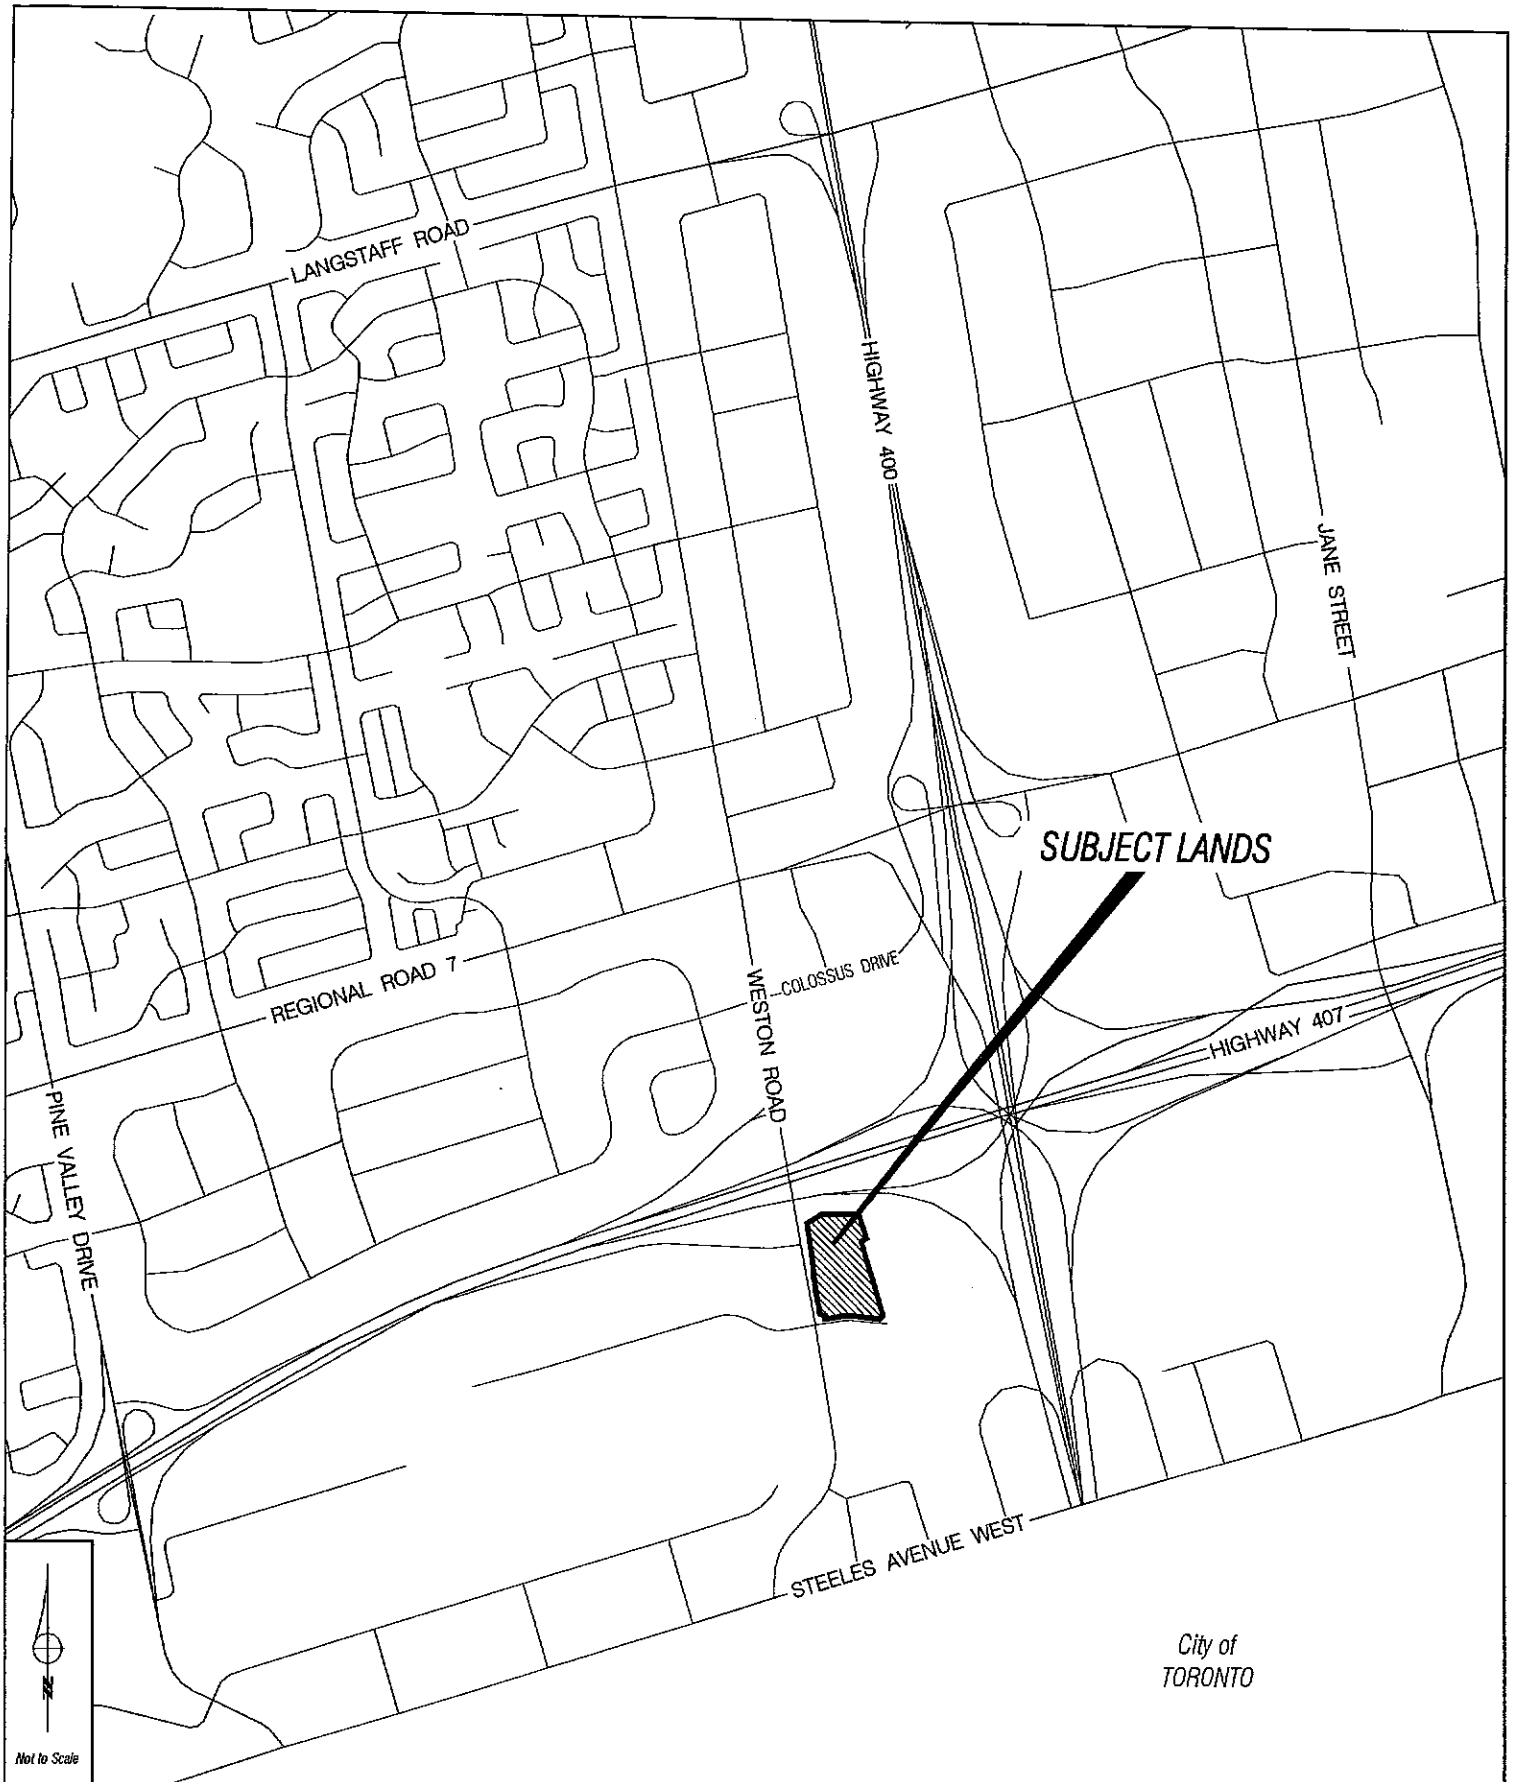 LANGSTAFF ROAD
HIGHWAY 400
JANE STREET
SUBJECT LANDS
REGIONAL ROAD 7
WESTON ROAD
COLOSSUS DRIVE
HIGHWAY 407
PINE VALLEY DRIVE
STEELES AVENUE WEST
City of
TORONTO
N
Not to Scale